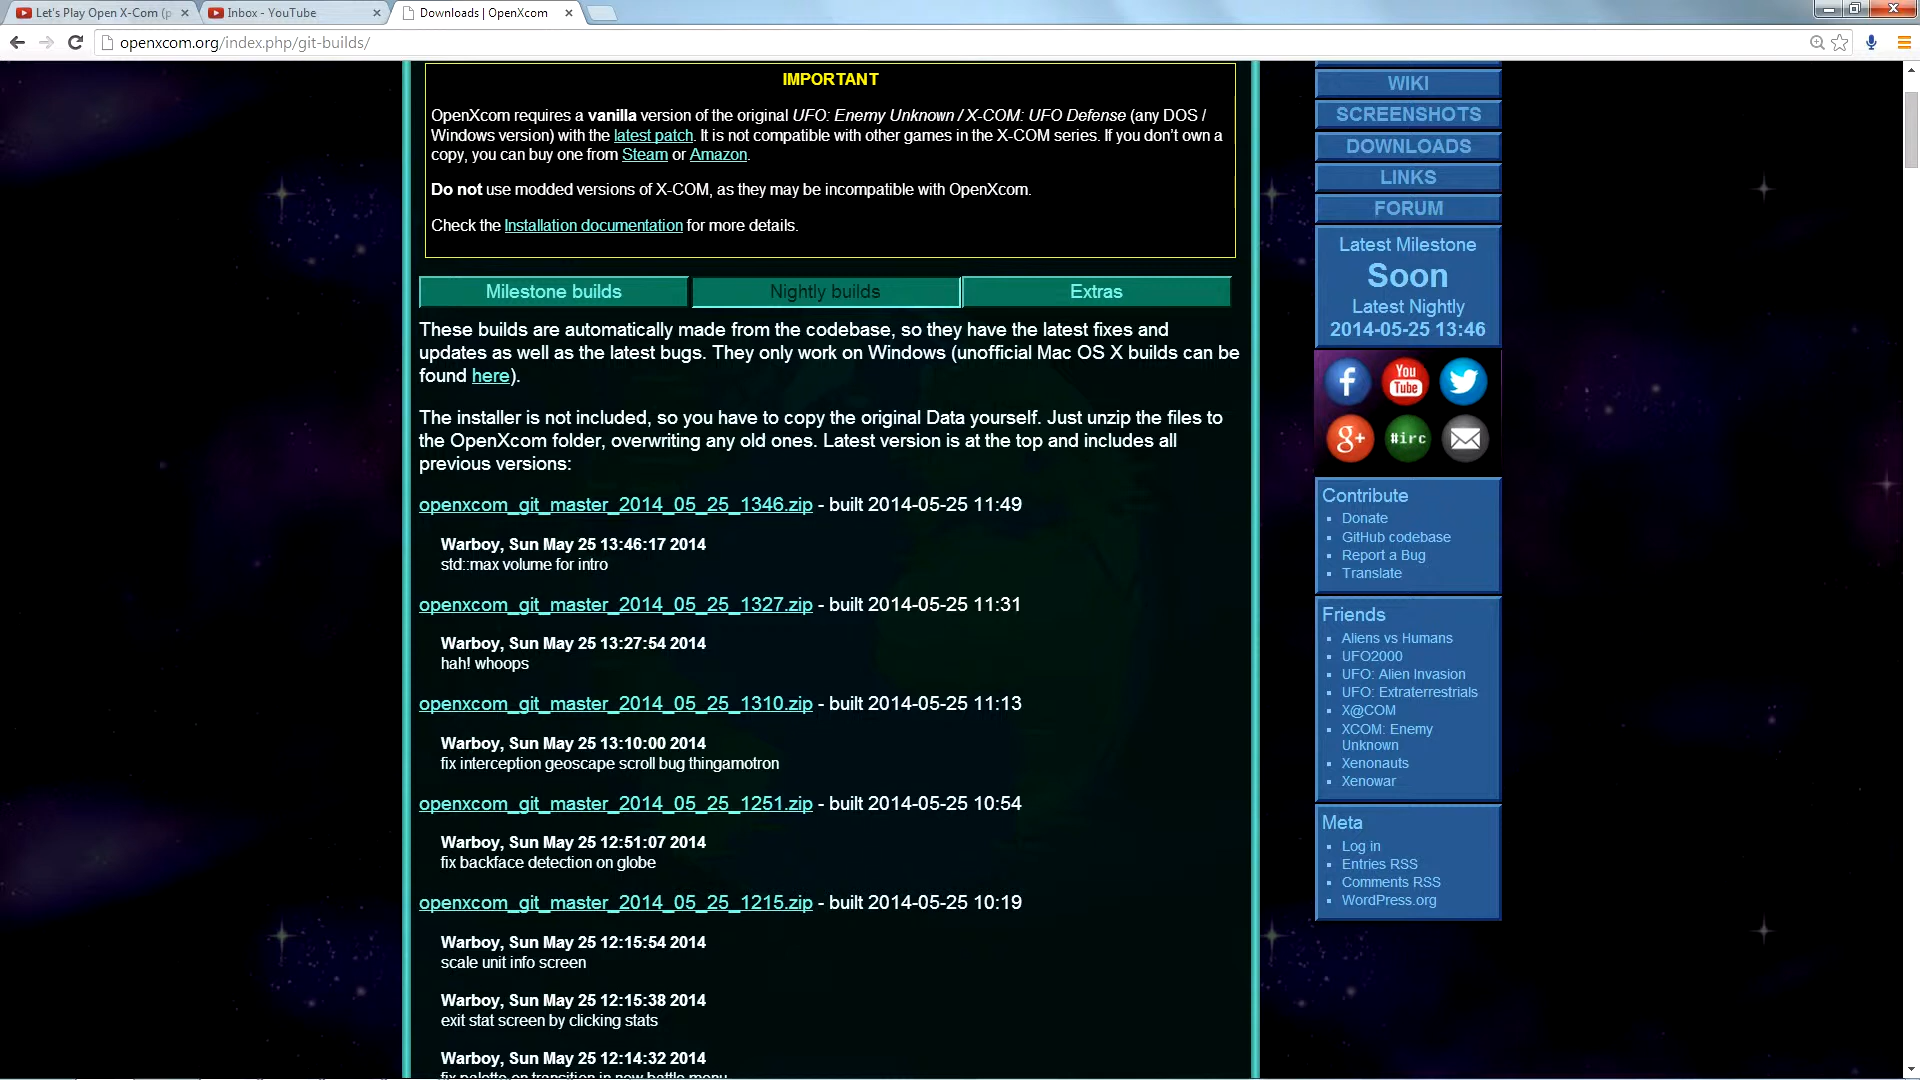 Let's Play Open X-Com (p
Inbox - YouTube
Downloads | OpenXcom
openxcom.org/index.php/git-builds/
IMPORTANT
OpenXcom requires a vanilla version of the original UFO: Enemy Unknown / X-COM: UFO Defense (any DOS /
Windows version) with the latest patch. It is not compatible with other games in the X-COM series. If you don't own a
copy, you can buy one from Steam or Amazon.
Do not use modded versions of X-COM, as they may be incompatible with OpenXcom.
Check the Installation documentation for more details.
Milestone builds
Nightly builds
Extras
These builds are automatically made from the codebase, so they have the latest fixes and
updates as well as the latest bugs. They only work on Windows (unofficial Mac OS X builds can be
found here).
The installer is not included, so you have to copy the original Data yourself. Just unzip the files to
the OpenXcom folder, overwriting any old ones. Latest version is at the top and includes all
previous versions:
openxcom_git_master_2014_05_25_1346.zip - built 2014-05-25 11:49
Warboy, Sun May 25 13:46:17 2014
std::max volume for intro
openxcom_git_master_2014_05_25_1327.zip - built 2014-05-25 11:31
Warboy, Sun May 25 13:27:54 2014
hah! whoops
openxcom_git_master_2014_05_25_1310.zip - built 2014-05-25 11:13
Warboy, Sun May 25 13:10:00 2014
fix interception geoscape scroll bug thingamotron
openxcom_git_master_2014_05_25_1251.zip - built 2014-05-25 10:54
Warboy, Sun May 25 12:51:07 2014
fix backface detection on globe
openxcom_git_master_2014_05_25_1215.zip - built 2014-05-25 10:19
Warboy, Sun May 25 12:15:54 2014
scale unit info screen
Warboy, Sun May 25 12:15:38 2014
exit stat screen by clicking stats
Warboy, Sun May 25 12:14:32 2014
fix palette on transition in new battle menu
WIKI
SCREENSHOTS
DOWNLOADS
LINKS
FORUM
Latest Milestone
Soon
Latest Nightly
2014-05-25 13:46
f
You
Tube
g+
#irc
Contribute
Donate
GitHub codebase
Report a Bug
Translate
Friends
Aliens vs Humans
UFO2000
UFO: Alien Invasion
UFO: Extraterrestrials
X@COM
XCOM: Enemy
Unknown
Xenonauts
Xenowar
Meta
Log in
Entries RSS
Comments RSS
WordPress.org